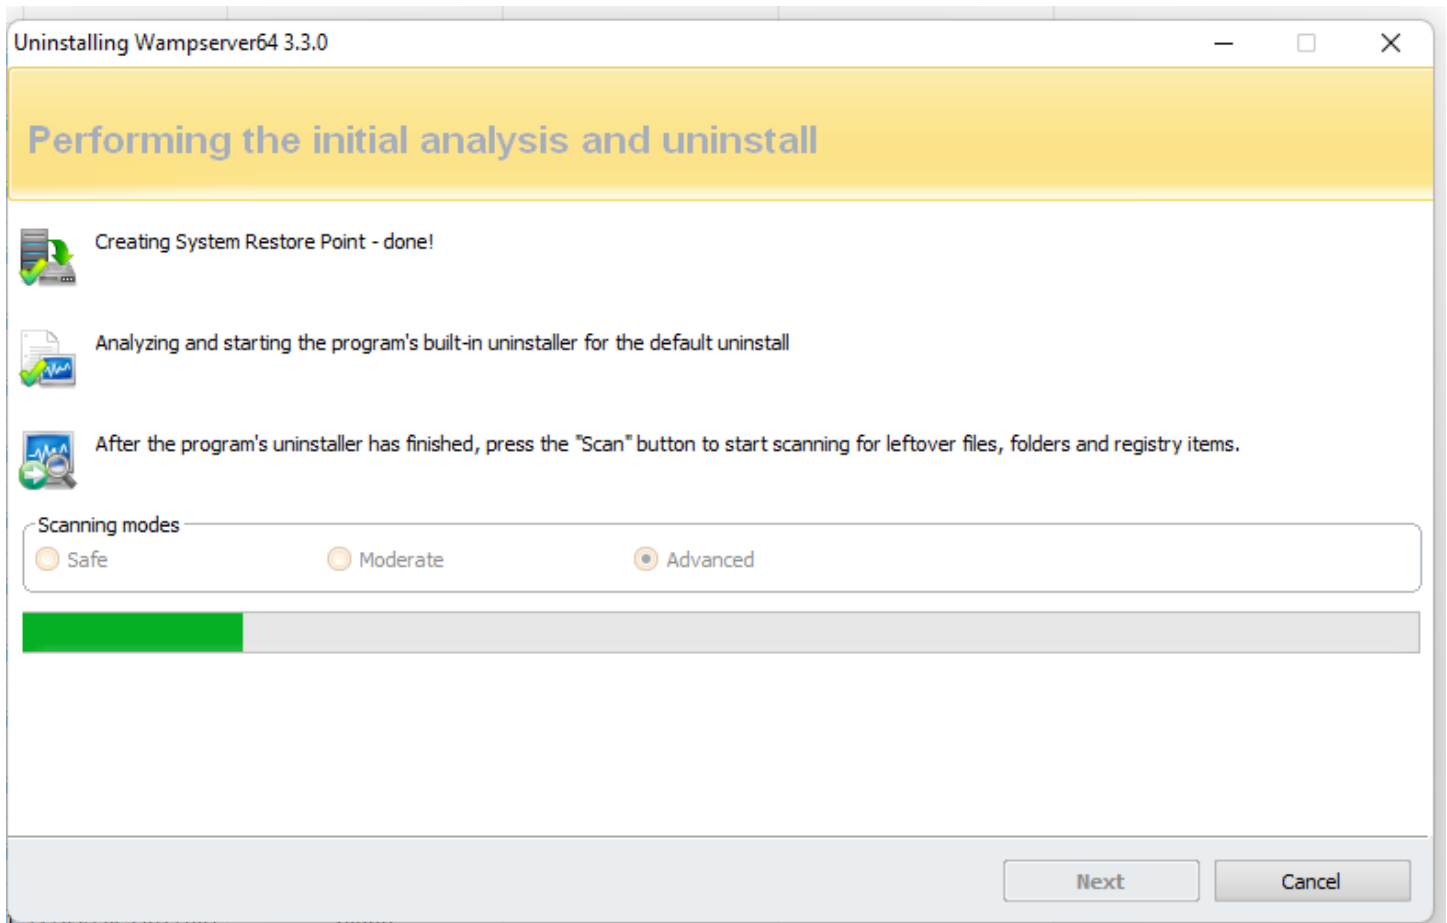 Uninstalling Wampserver64 3.3.0
Performing the initial analysis and uninstall
Creating System Restore Point - done!
Analyzing and starting the program's built-in uninstaller for the default uninstall
After the program's uninstaller has finished, press the "Scan" button to start scanning for leftover files, folders and registry items.
Scanning modes
Safe Moderate Advanced
Next Cancel